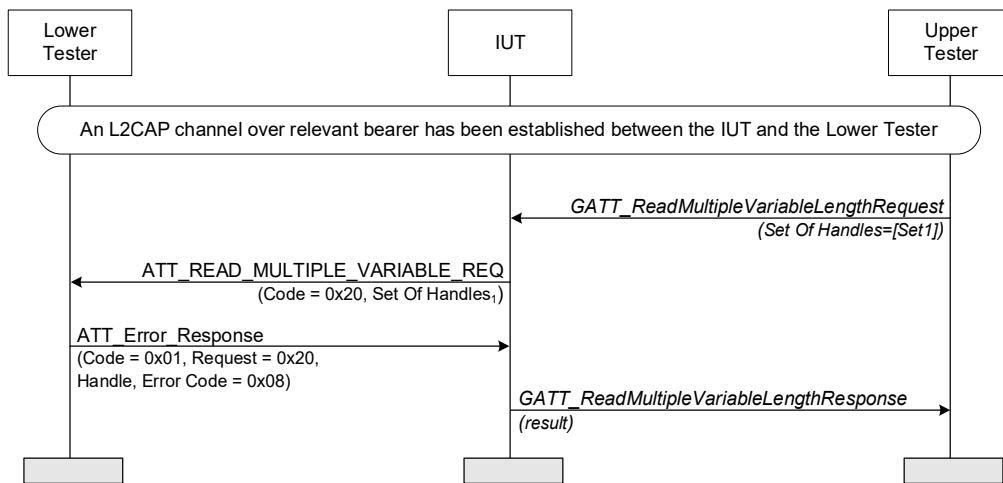 Lower
Tester
IUT
Upper
Tester
An L2CAP channel over relevant bearer has been established between the IUT and the Lower Tester
GATT_ReadMultipleVariableLengthRequest
(Set Of Handles=[Set1])
ATT_READ_MULTIPLE_VARIABLE_REQ
(Code = 0x20, Set Of Handles₁)
ATT_Error_Response
(Code = 0x01, Request = 0x20,
Handle, Error Code = 0x08)
GATT_ReadMultipleVariableLengthResponse
(result)